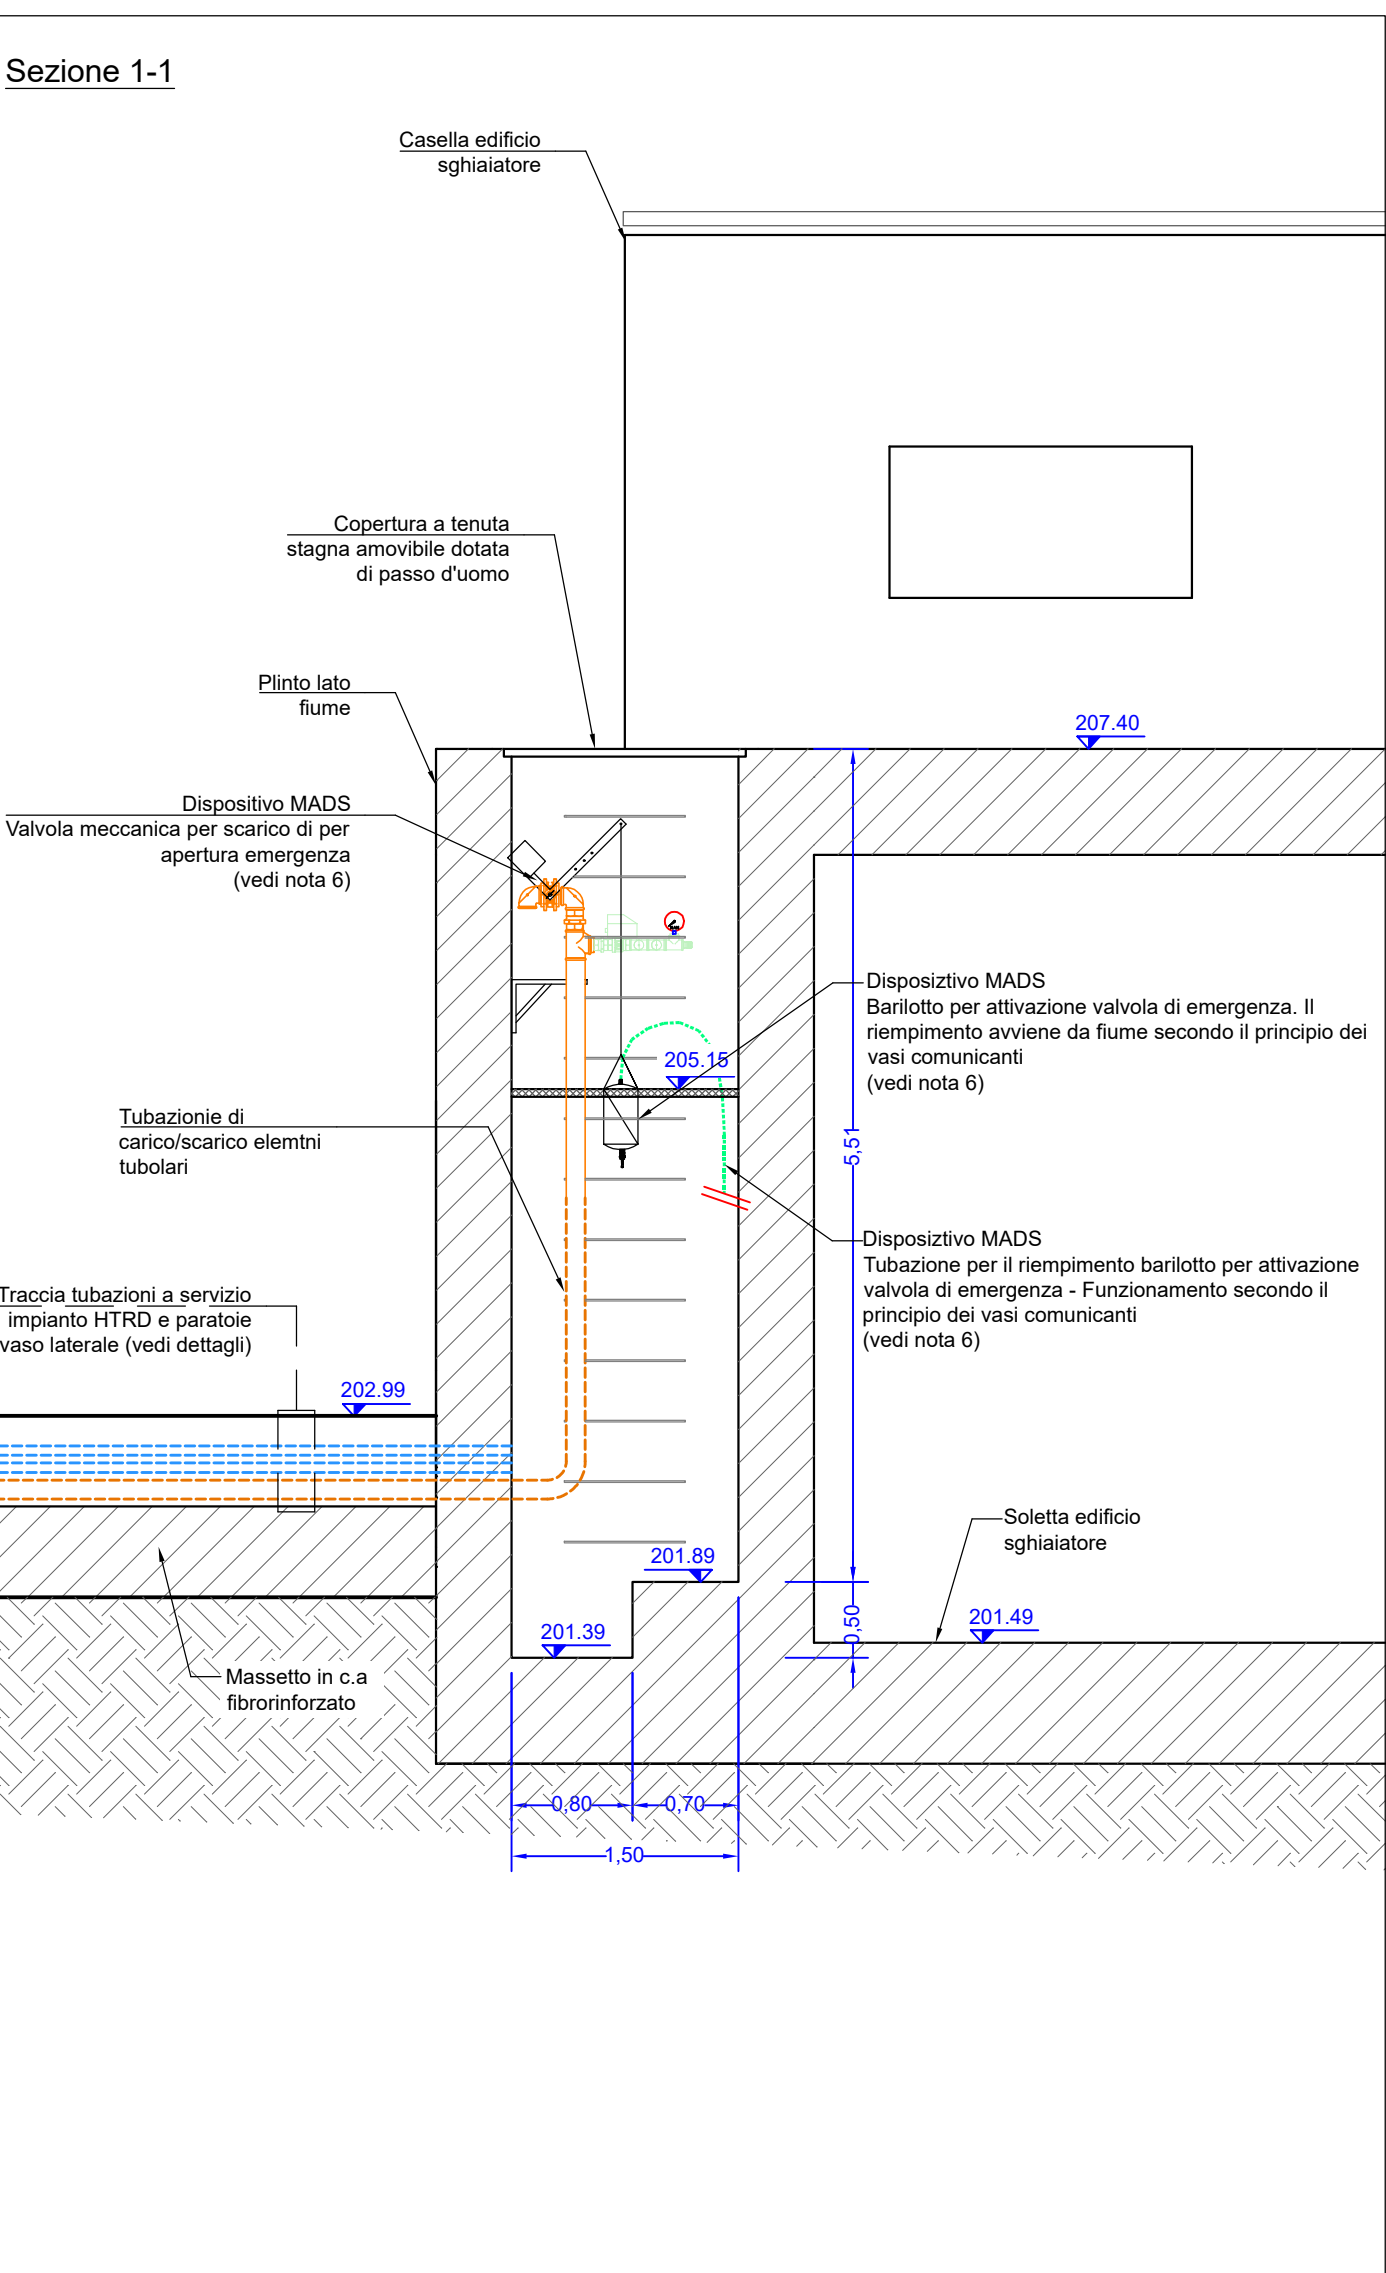 Sezione 1-1
Casella edificio
sghiaiatore
Copertura a tenuta
stagna amovibile dotata
di passo d'uomo
Plinto lato
fiume
207.40
Dispositivo MADS
Valvola meccanica per scarico di per
apertura emergenza
(vedi nota 6)
Disposiztivo MADS
Barilotto per attivazione valvola di emergenza. Il
riempimento avviene da fiume secondo il principio dei
vasi comunicanti
(vedi nota 6)
205.15
Tubazionie di
carico/scarico elemtni
tubolari
5,51
Disposiztivo MADS
Tubazione per il riempimento barilotto per attivazione
valvola di emergenza - Funzionamento secondo il
principio dei vasi comunicanti
(vedi nota 6)
Traccia tubazioni a servizio
impianto HTRD e paratoie
vaso laterale (vedi dettagli)
202.99
Soletta edificio
sghiaiatore
201.89
201.39
0,50
201.49
Massetto in c.a
fibrorinforzato
0,80
0,70
1,50